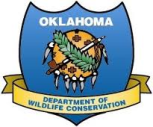 OKLAHOMA
DEPARTMENT OF
WILDLIFE CONSERVATION